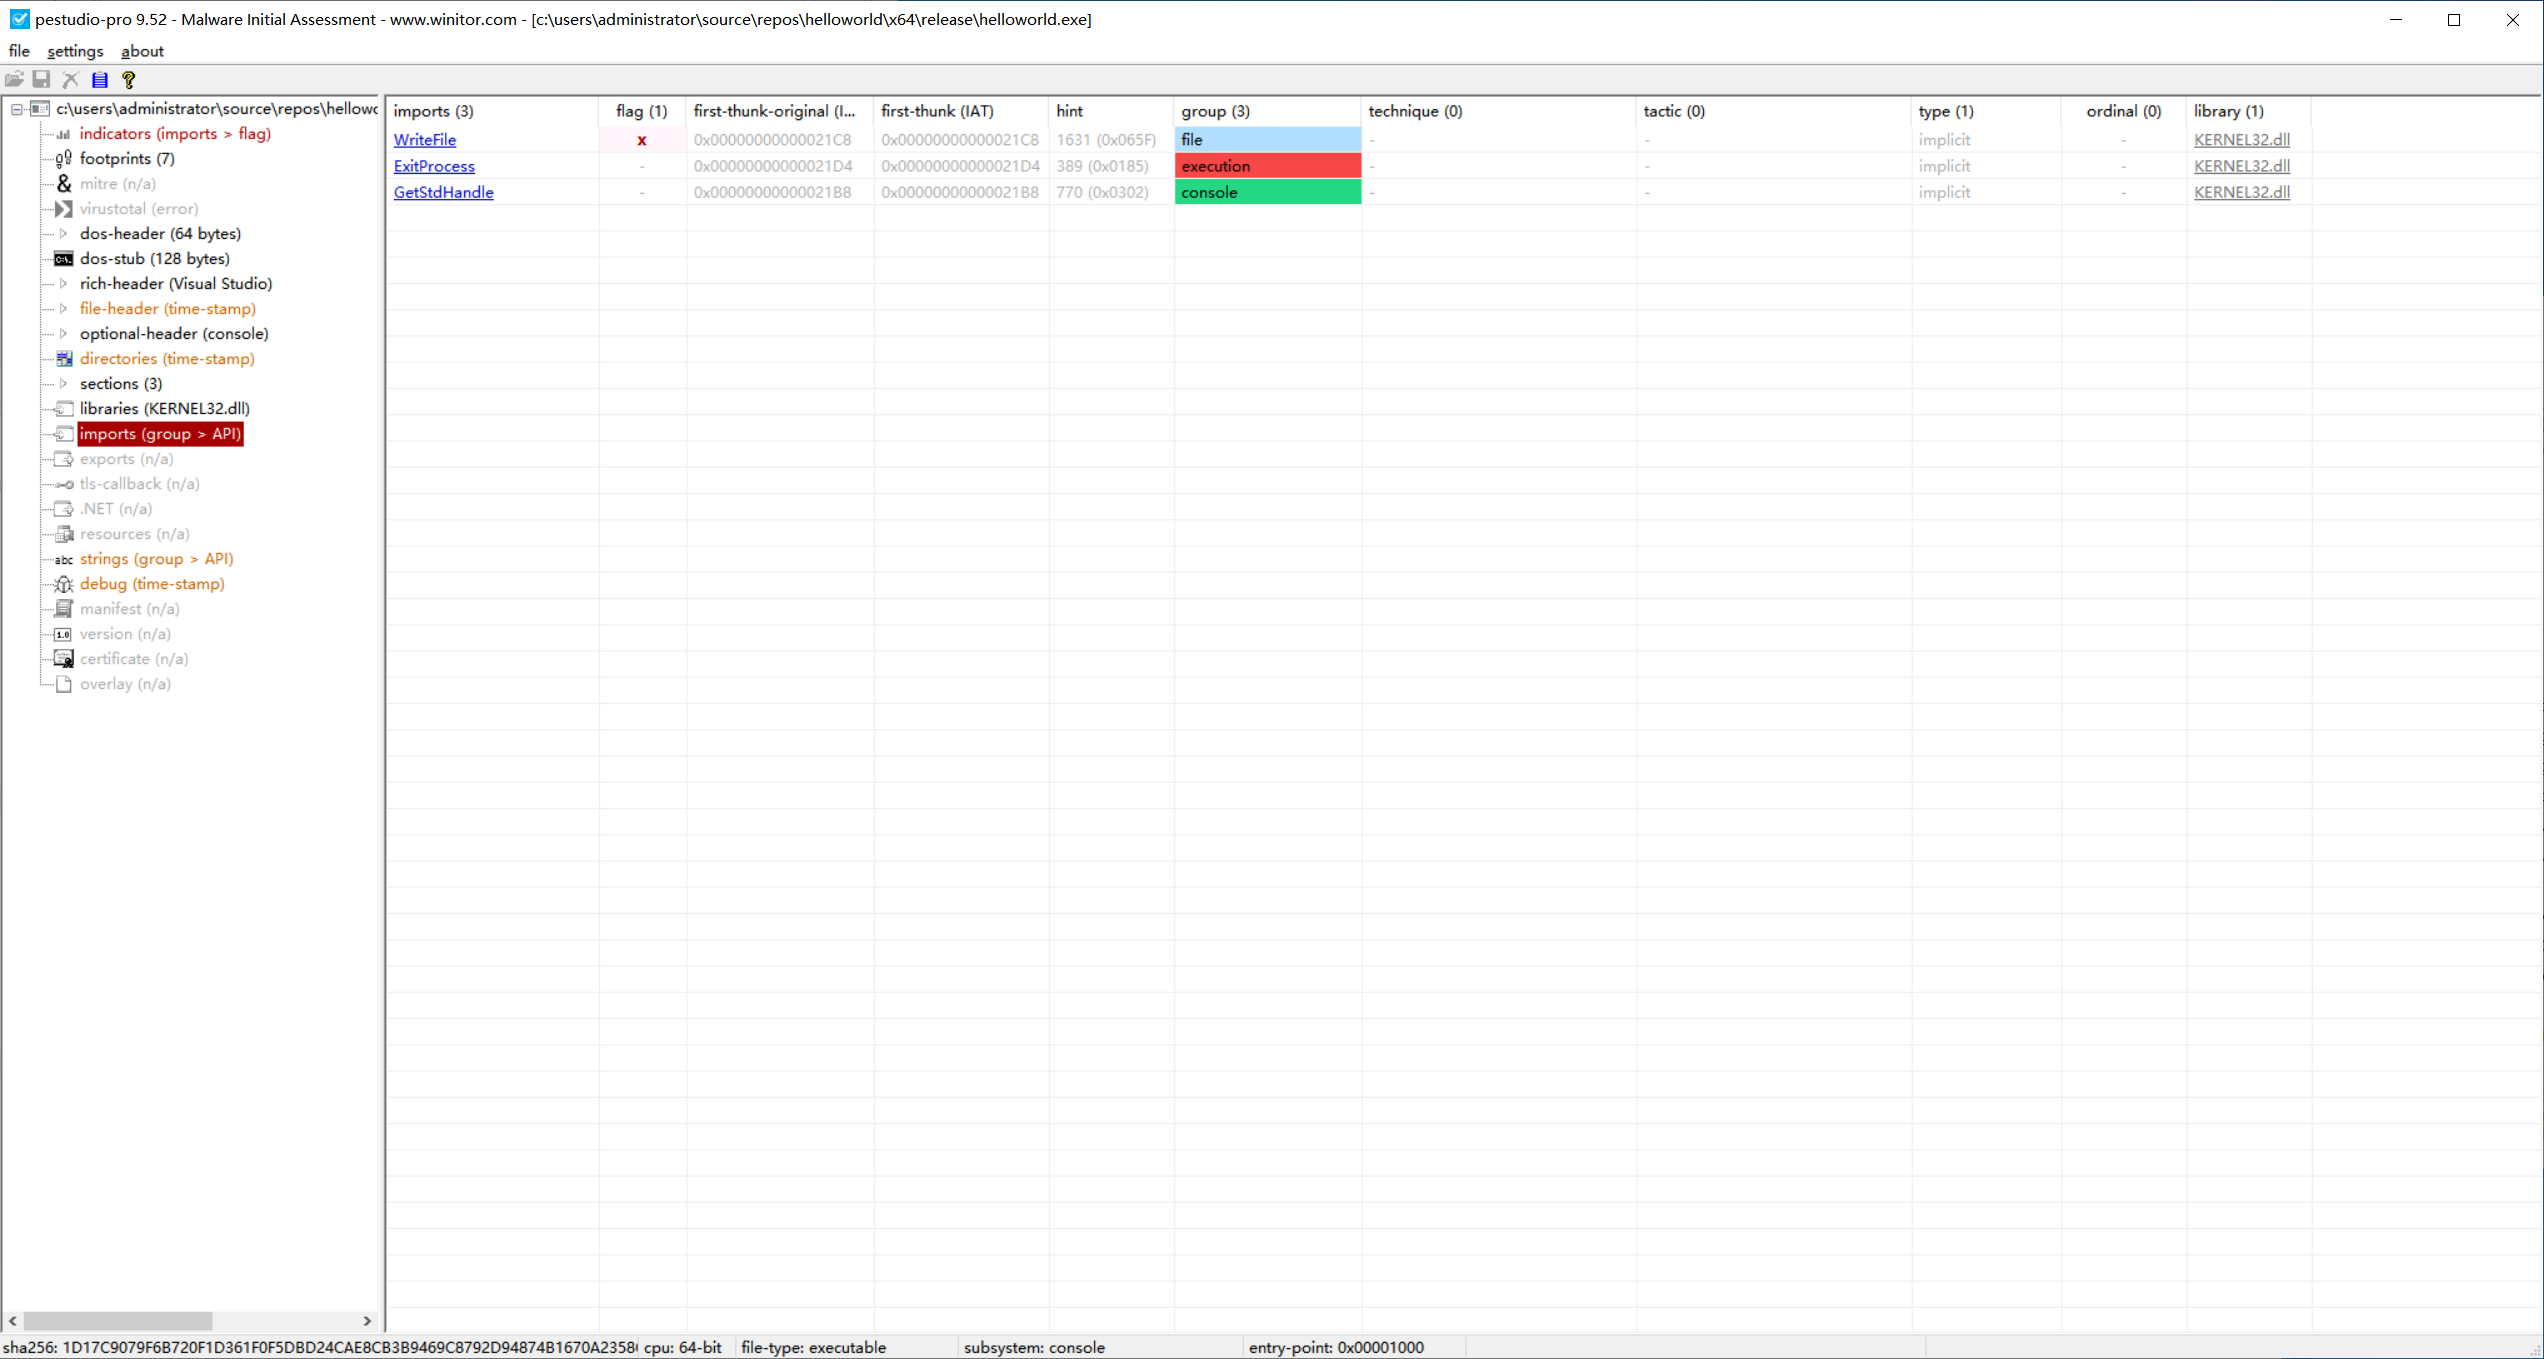 pestudio-pro 9.52 - Malware Initial Assessment - www.winitor.com - [c:\users\administrator\source\repos\helloworld\x64\release\helloworld.exe]
file settings about
c:\users\administrator\source\repos\hellowc
indicators (imports > flag)
footprints (7)
mitre (n/a)
virustotal (error)
dos-header (64 bytes)
dos-stub (128 bytes)
rich-header (Visual Studio)
file-header (time-stamp)
optional-header (console)
directories (time-stamp)
sections (3)
libraries (KERNEL32.dll)
imports (group > API)
exports (n/a)
tls-callback (n/a)
.NET (n/a)
resources (n/a)
abc strings (group > API)
debug (time-stamp)
manifest (n/a)
1.0 version (n/a)
certificate (n/a)
overlay (n/a)
imports (3) flag (1) first-thunk-original (I... first-thunk (IAT) hint group (3) technique (0) tactic (0) type (1) ordinal (0) library (1)
WriteFile x 0x00000000000021C8 0x00000000000021C8 1631 (0x065F) file - - implicit - KERNEL32.dll
ExitProcess - 0x00000000000021D4 0x00000000000021D4 389 (0x0185) execution - - implicit - KERNEL32.dll
GetStdHandle - 0x00000000000021B8 0x00000000000021B8 770 (0x0302) console - - implicit - KERNEL32.dll
sha256: 1D17C9079F6B720F1D361F0F5DBD24CAE8CB3B9469C8792D94874B1670A2358 cpu: 64-bit file-type: executable subsystem: console entry-point: 0x00001000